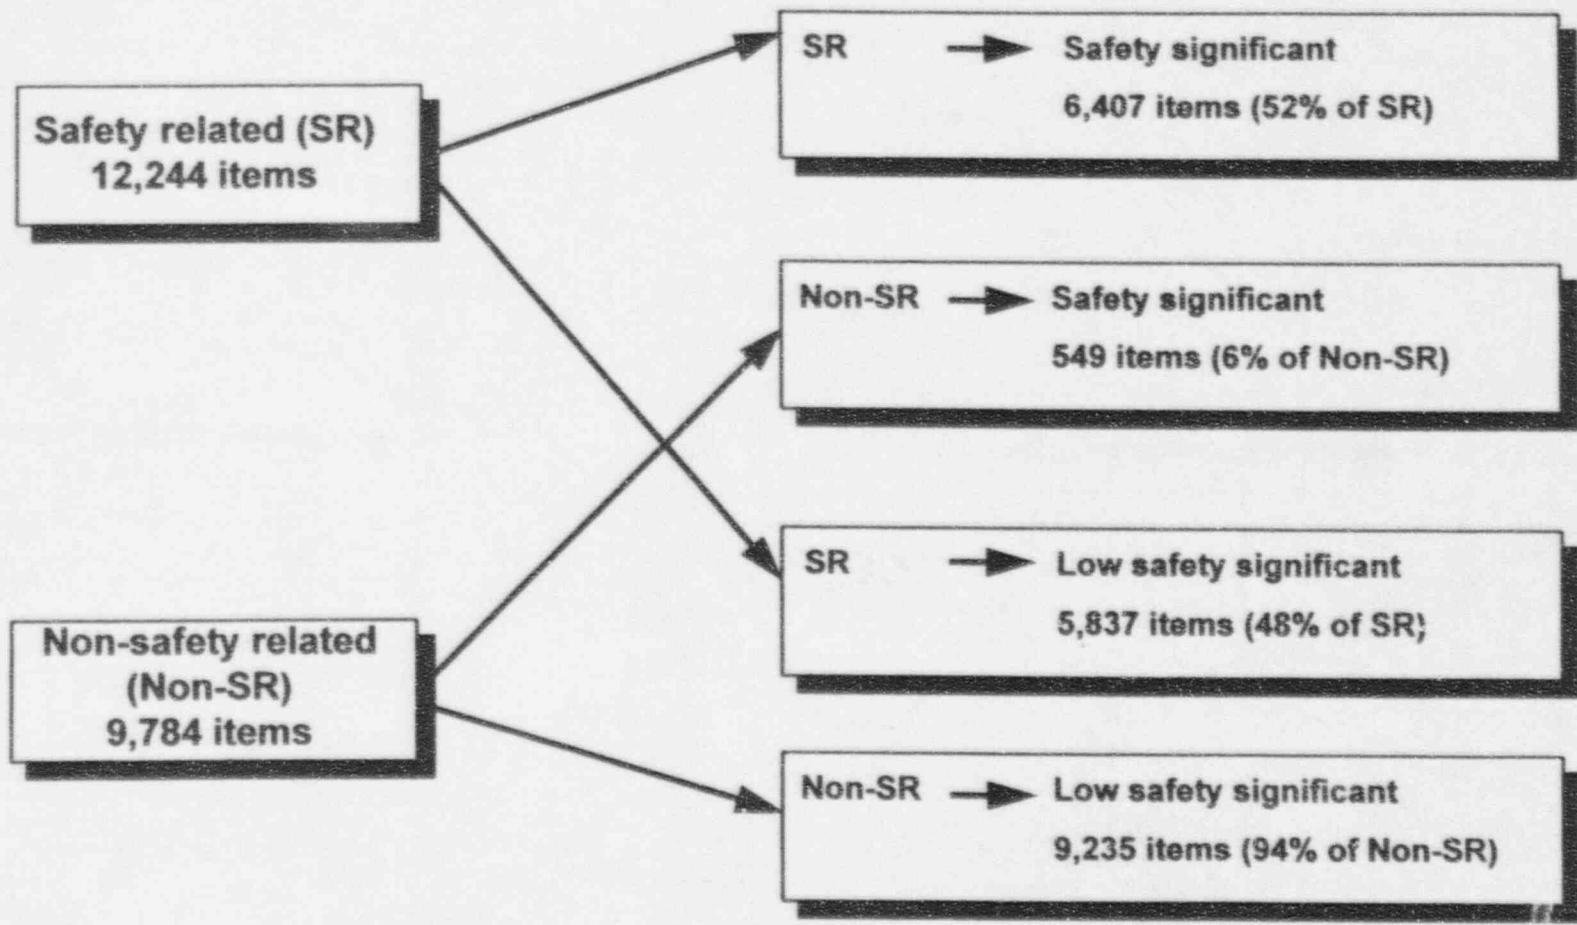 Safety related (SR)
12,244 items
Non-safety related
(Non-SR)
9,784 items
SR Safety significant
6,407 items (52% of SR)
Non-SR Safety significant
549 items (6% of Non-SR)
SR Low safety significant
5,837 items (48% of SR)
Non-SR Low safety significant
9,235 items (94% of Non-SR)